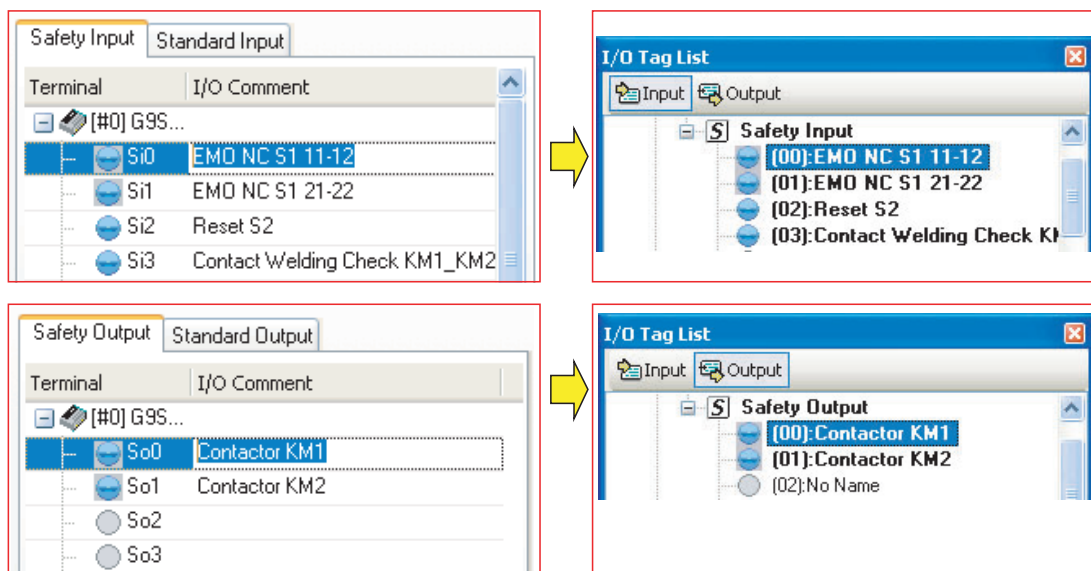 Safety Input Standard Input
Terminal I/O Comment
[#0] G9S...
Si0 EMO NC S1 11-12
Si1 EMO NC S1 21-22
Si2 Reset S2
Si3 Contact Welding Check KM1_KM2
I/O Tag List
Input Output
S Safety Input
(00):EMO NC S1 11-12
(01):EMO NC S1 21-22
(02):Reset S2
(03):Contact Welding Check
Safety Output Standard Output
Terminal I/O Comment
[#0] G9S...
So0 Contactor KM1
So1 Contactor KM2
So2
So3
I/O Tag List
Input Output
S Safety Output
(00):Contactor KM1
(01):Contactor KM2
(02):No Name